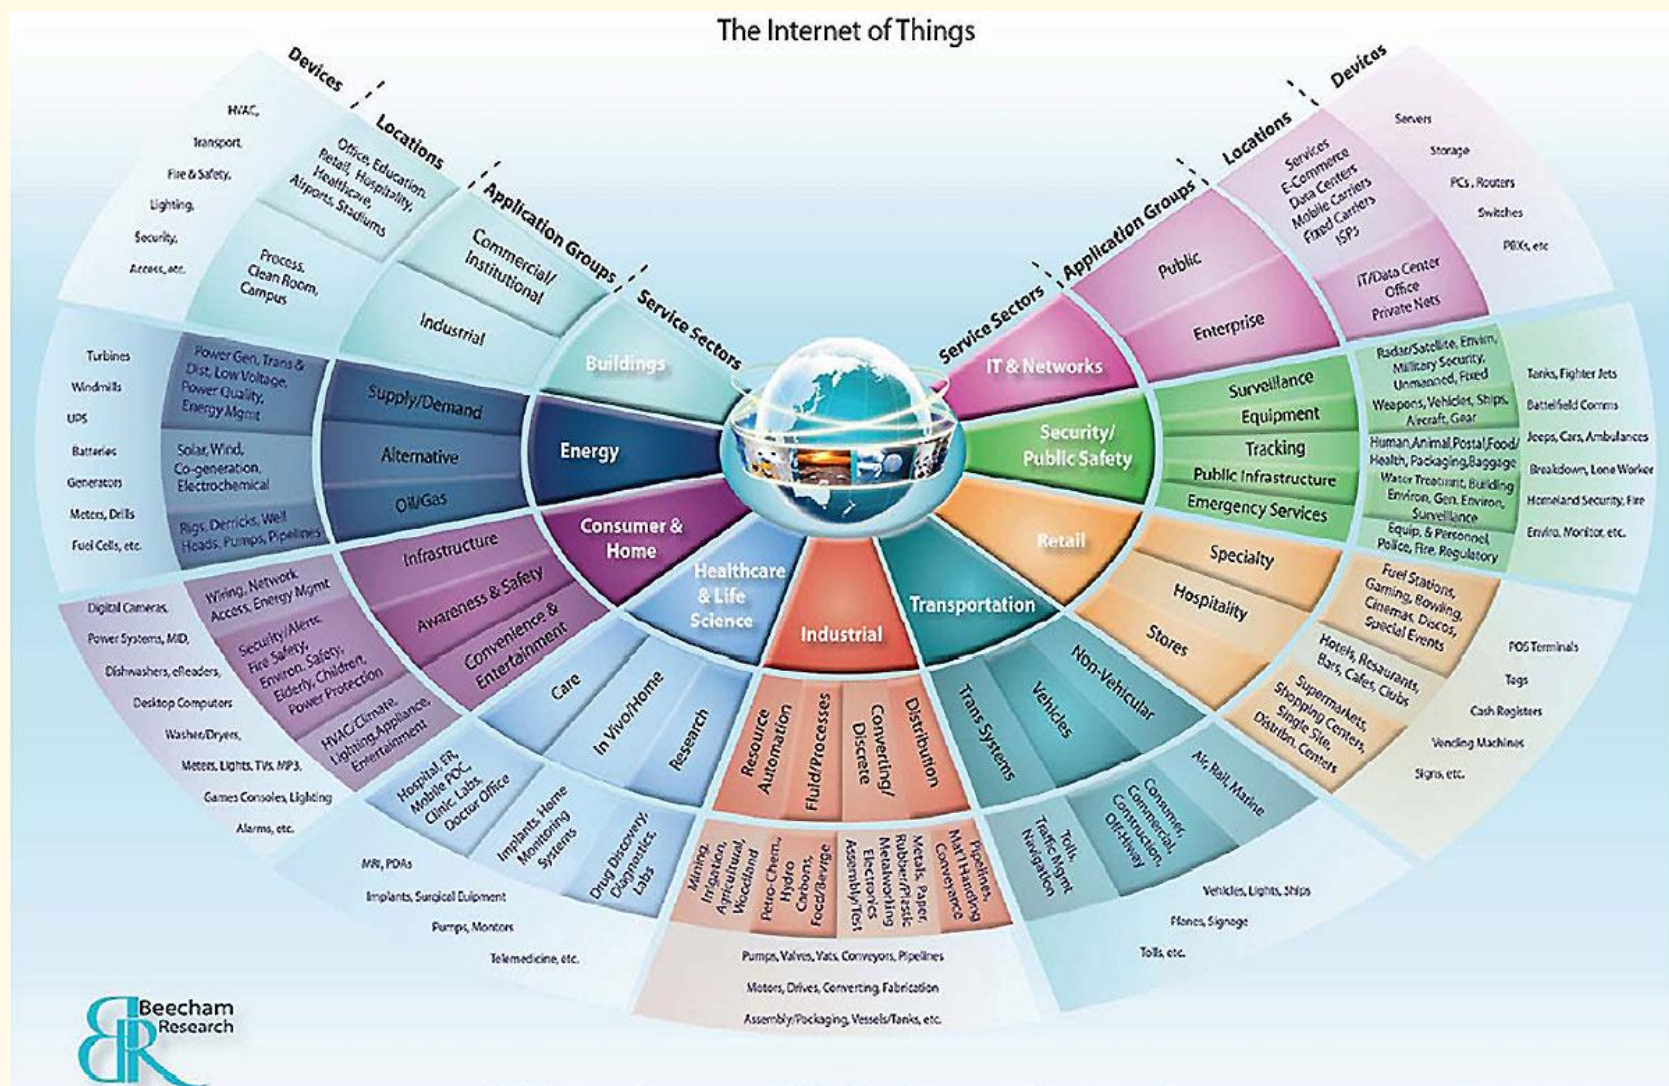 The Internet of Things
Devices
Locations
Application Groups
Service Sectors
Service Sectors
Application Groups
Locations
Devices
HVAC,
Transport,
Fire & Safety,
Lighting,
Security,
Access, etc.
Office, Education,
Retail, Hospitality,
Healthcare,
Airports, Stadiums
Process,
Clean Room,
Campus
Commercial/
Institutional
Industrial
Buildings
Turbines
Windmills
UPS
Batteries
Generators
Meters, Drills
Fuel Cells, etc.
Power Gen, Trans &
Dist, Low Voltage,
Power Quality,
Energy Mgmt
Solar, Wind,
Co-generation,
Electrochemical
Rigs, Derricks, Well
Heads, Pumps, Pipelines
Supply/Demand
Alternative
Oil/Gas
Energy
Digital Cameras,
Power Systems, MID,
Dishwashers, eReaders,
Desktop Computers
Washer/Dryers,
Meters, Lights, TVs, MP3,
Games Consoles, Lighting
Alarms, etc.
Wiring, Network
Access, Energy Mgmt
Security/Alerts,
Fire Safety,
Environ. Safety,
Elderly, Children,
Power Protection
HVAC/Climate,
Lighning,Appliance,
Entertainment
Infrastructure
Awareness & Safety
Convenience &
Entertainment
Consumer &
Home
MRI, PDAs
Implants, Surgical Euipment
Pumps, Montors
Telemedicine, etc.
Hospital, ER,
Mobile POC,
Clinic, Labs,
Doctor Office
Implants, Home
Monitoring
Systems
Drug Discovery,
Diagnostics,
Labs
Care
In Vivo/Home
Research
Healthcare
& Life
Science
Mining,
Irrigation,
Agricultural,
Woodland
Petro-Chem.,
Hydro
Carbons,
Food/Bevrige
Metals, Paper,
Rubber/Plastic
Metalworking
Electronics
Assembly/Test
Pipelines,
Mat'l Handling
Conveyance
Resource
Automation
Fluid/Processes
Converting/
Discrete
Distribution
Industrial
Pumps, Valves, Vats, Conveyors, Pipelines
Motors, Drives, Converting, Fabrication
Assembly/Packaging, Vessels/Tanks, etc.
Transportation
Trans Systems
Vehicles
Non-Vehicular
Tolls,
Traffic Mgmt
Navigation
Consumer,
Commercial,
Construction,
Off-Hiway
Air, Rail, Marine
Vehicles, Lights, Ships
Planes, Signage
Tolls, etc.
Retail
Specialty
Hospitality
Stores
Fuel Stations,
Gaming, Bowling,
Cinemas, Discos,
Special Events
Hotels, Resaurants,
Bars, Cafes, Clubs
Supermarkets,
Shopping Centers,
Single Site,
Distribn, Centers
POS Terminals
Tags
Cash Registers
Vending Machines
Signs, etc.
Security/
Public Safety
Surveillance
Equipment
Tracking
Public Infrastructure
Emergency Services
Radar/Satellite, Envirn,
Military Security,
Unmanned, Fixed
Weapons, Vehicles, Ships,
Aircraft, Gear
Human,Animal,Postal,Food/
Health, Packaging,Baggage
Water Treatmnt, Building
Environ, Gen. Environ,
Surveillance
Equip. & Personnel,
Police, Fire, Regulatory
Tanks, Fighter Jets
Battelfield Comms
Jeeps, Cars, Ambulances
Breakdown, Lone Worker
Homeland Security, Fire
Enviro. Monitor, etc.
IT & Networks
Public
Enterprise
Services
E-Commerce
Data Centers
Mobile Carriers
Fixed Carriers
ISPs
IT/Data Center
Office
Private Nets
Servers
Storage
PCs, Routers
Switches
PBXs, etc
Beecham
Research
BR